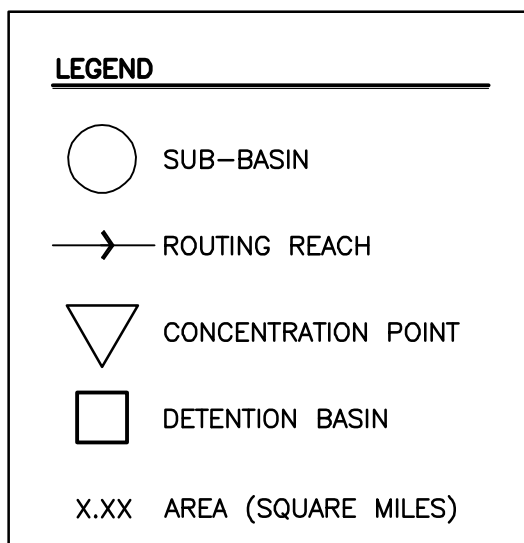 LEGEND
SUB-BASIN
ROUTING REACH
CONCENTRATION POINT
DETENTION BASIN
X.XX AREA (SQUARE MILES)